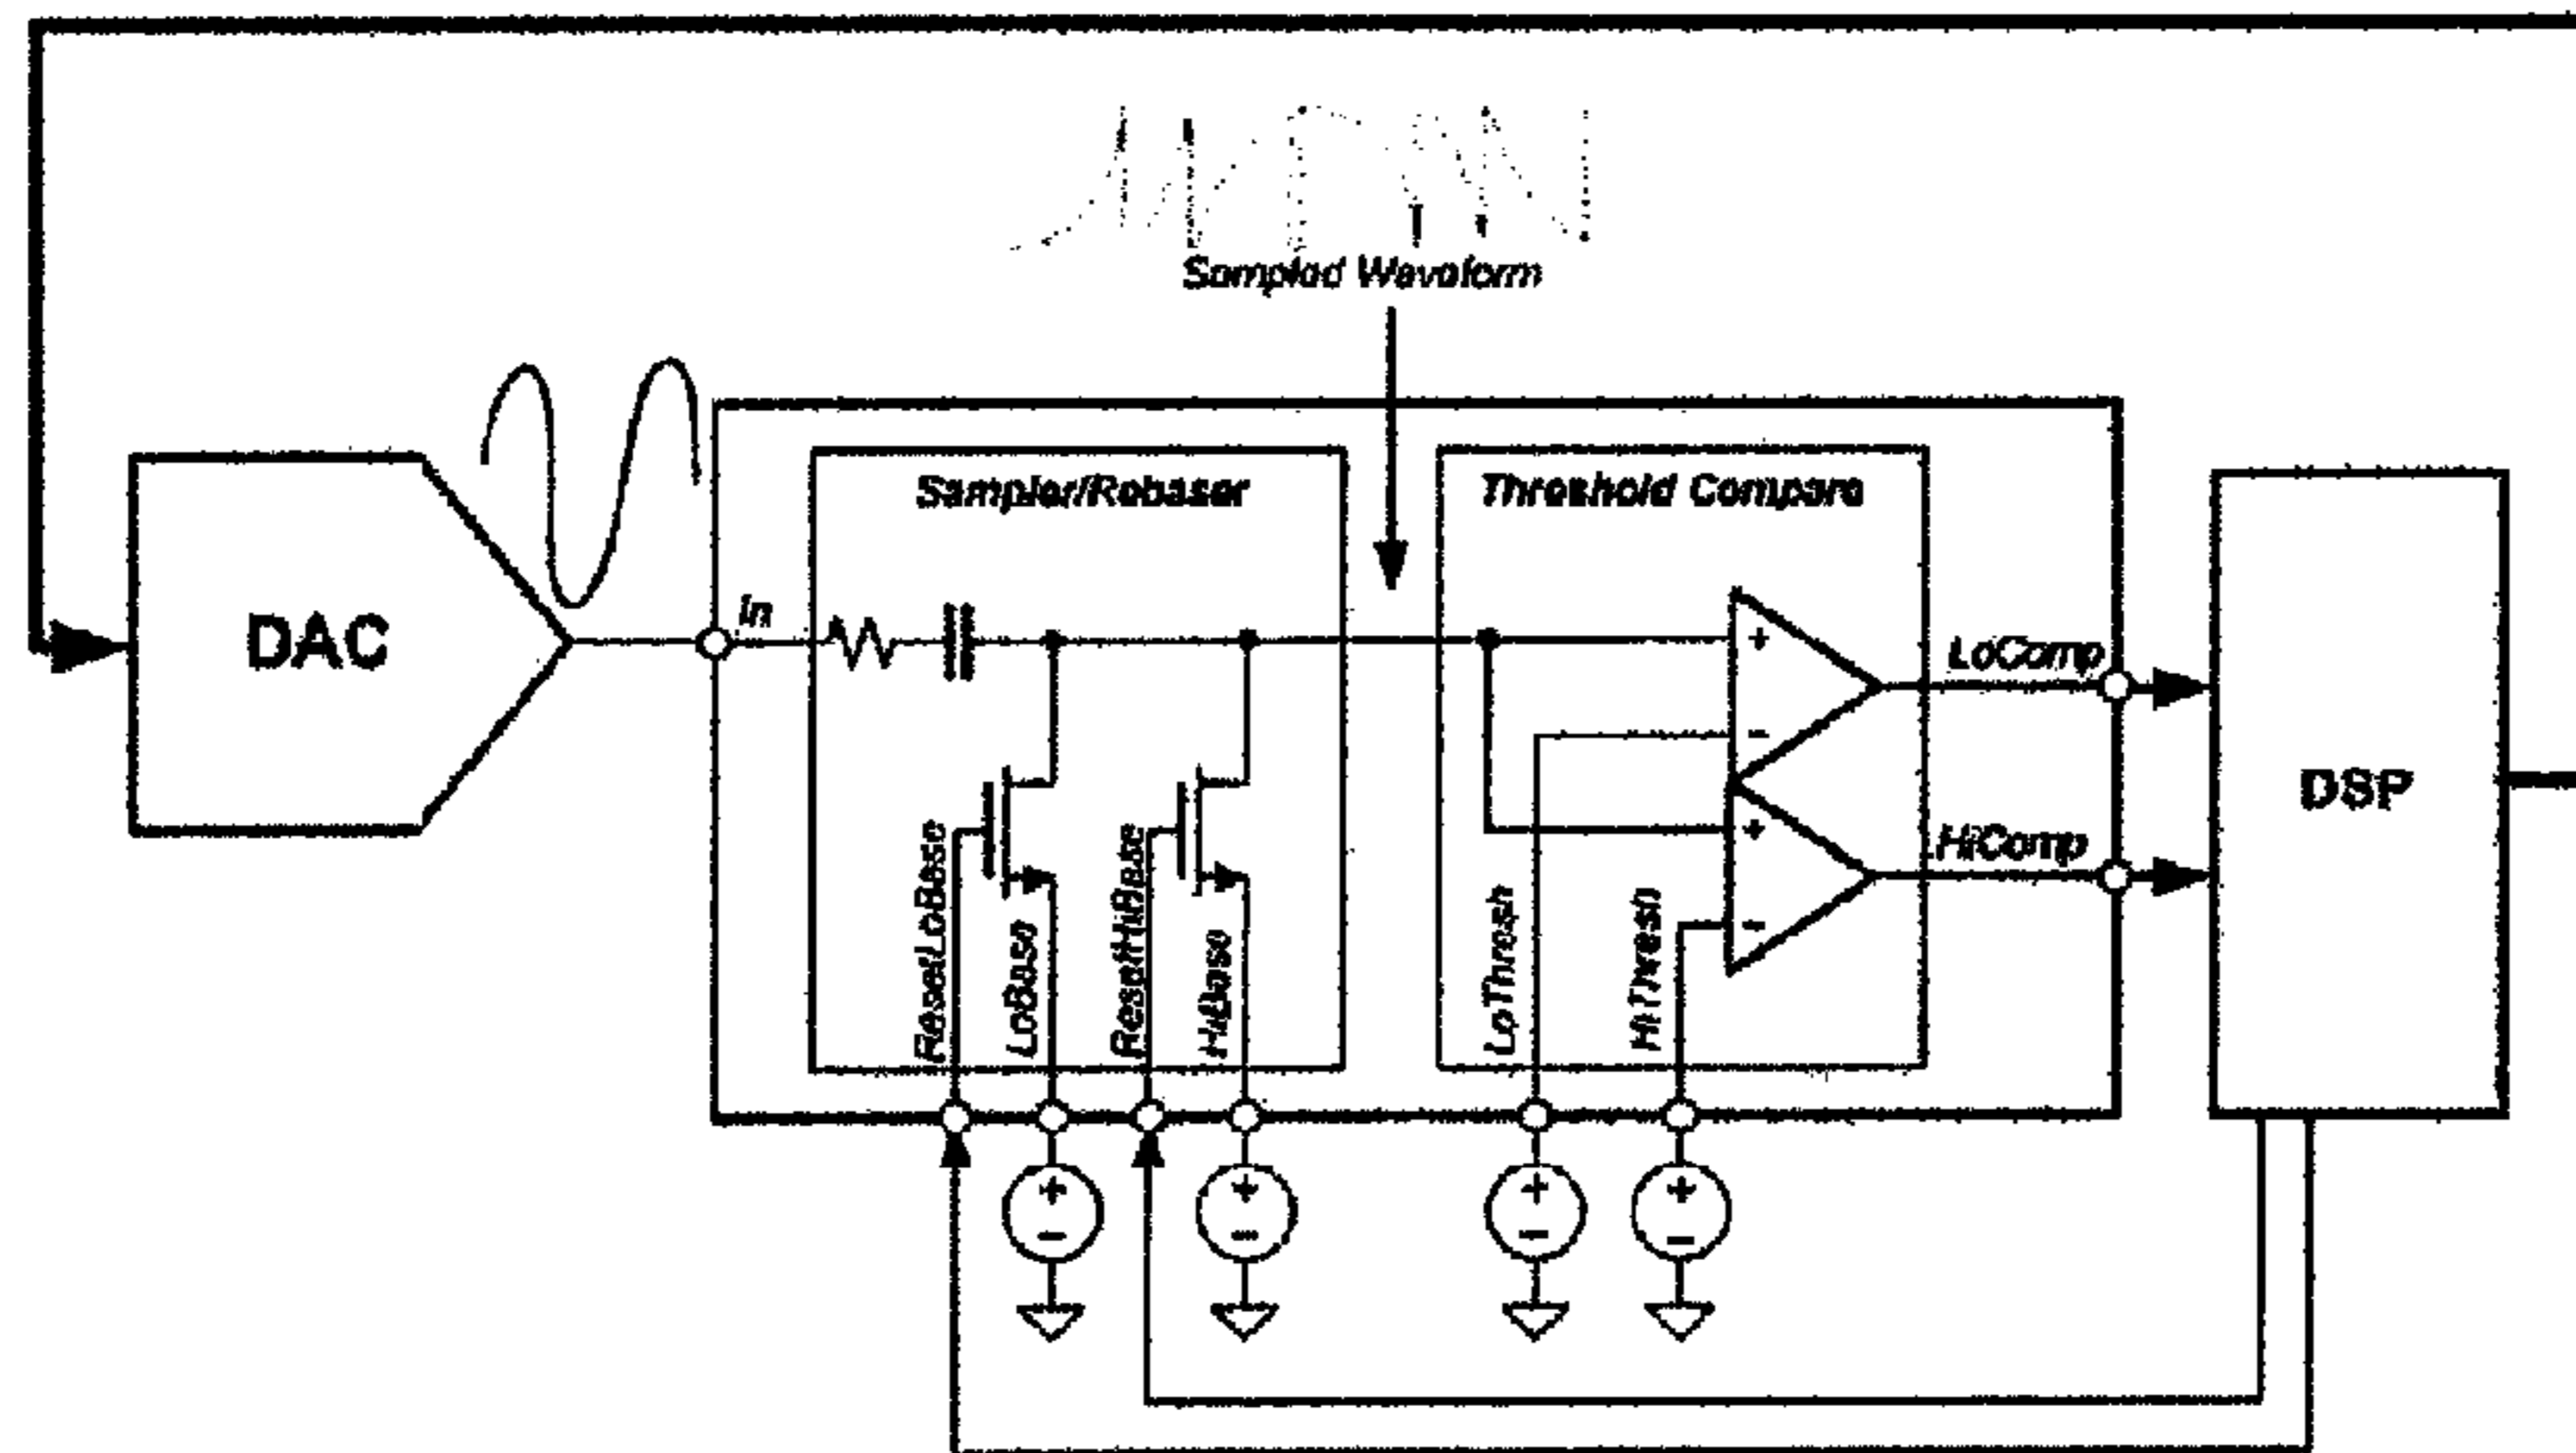 Sampled Waveform
Sampler/Rebaser
Threshold Compare
DAC
In
LoComp
HiComp
DSP
ResetLoBase
LoBase
ResetHiBase
HiBase
LoThresh
HiThresh